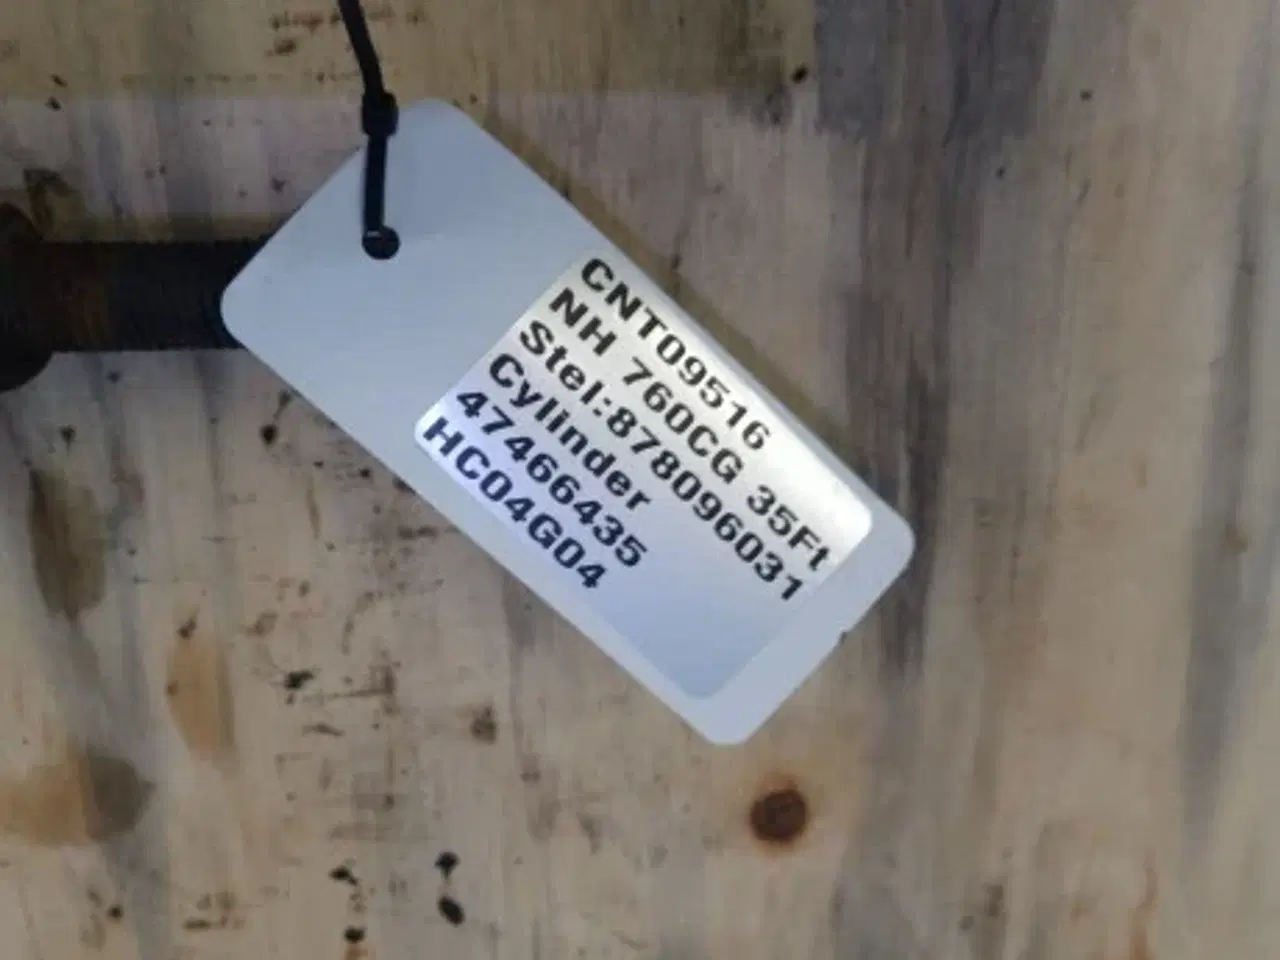 CNT09516
NH 760CG 35Ft
Stel:878096031
Cylinder
47466435
HC04G04